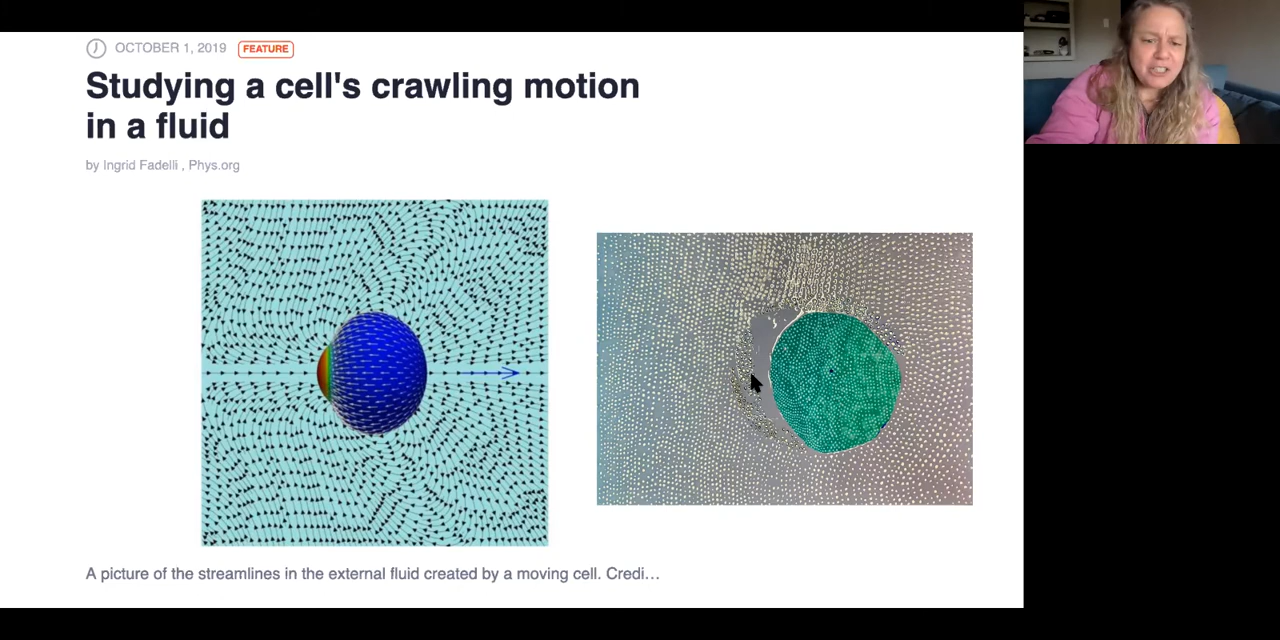 OCTOBER 1, 2019 FEATURE
Studying a cell's crawling motion
in a fluid
by Ingrid Fadelli , Phys.org
A picture of the streamlines in the external fluid created by a moving cell. Credi…